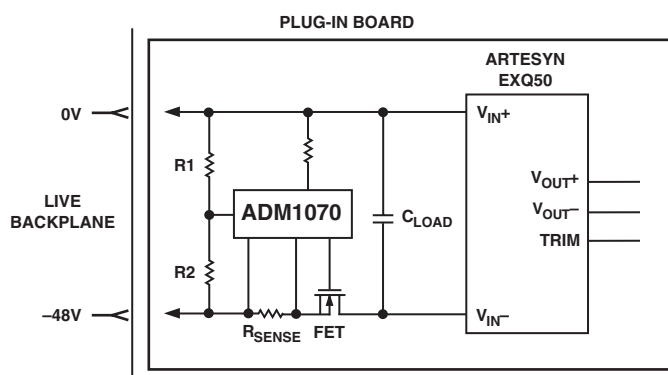 PLUG-IN BOARD
ARTESYN
EXQ50
0V
VIN+
R1
VOUT+
LIVE
BACKPLANE
ADM1070
CLOAD
VOUT–
TRIM
R2
–48V
RSENSE
FET
VIN–